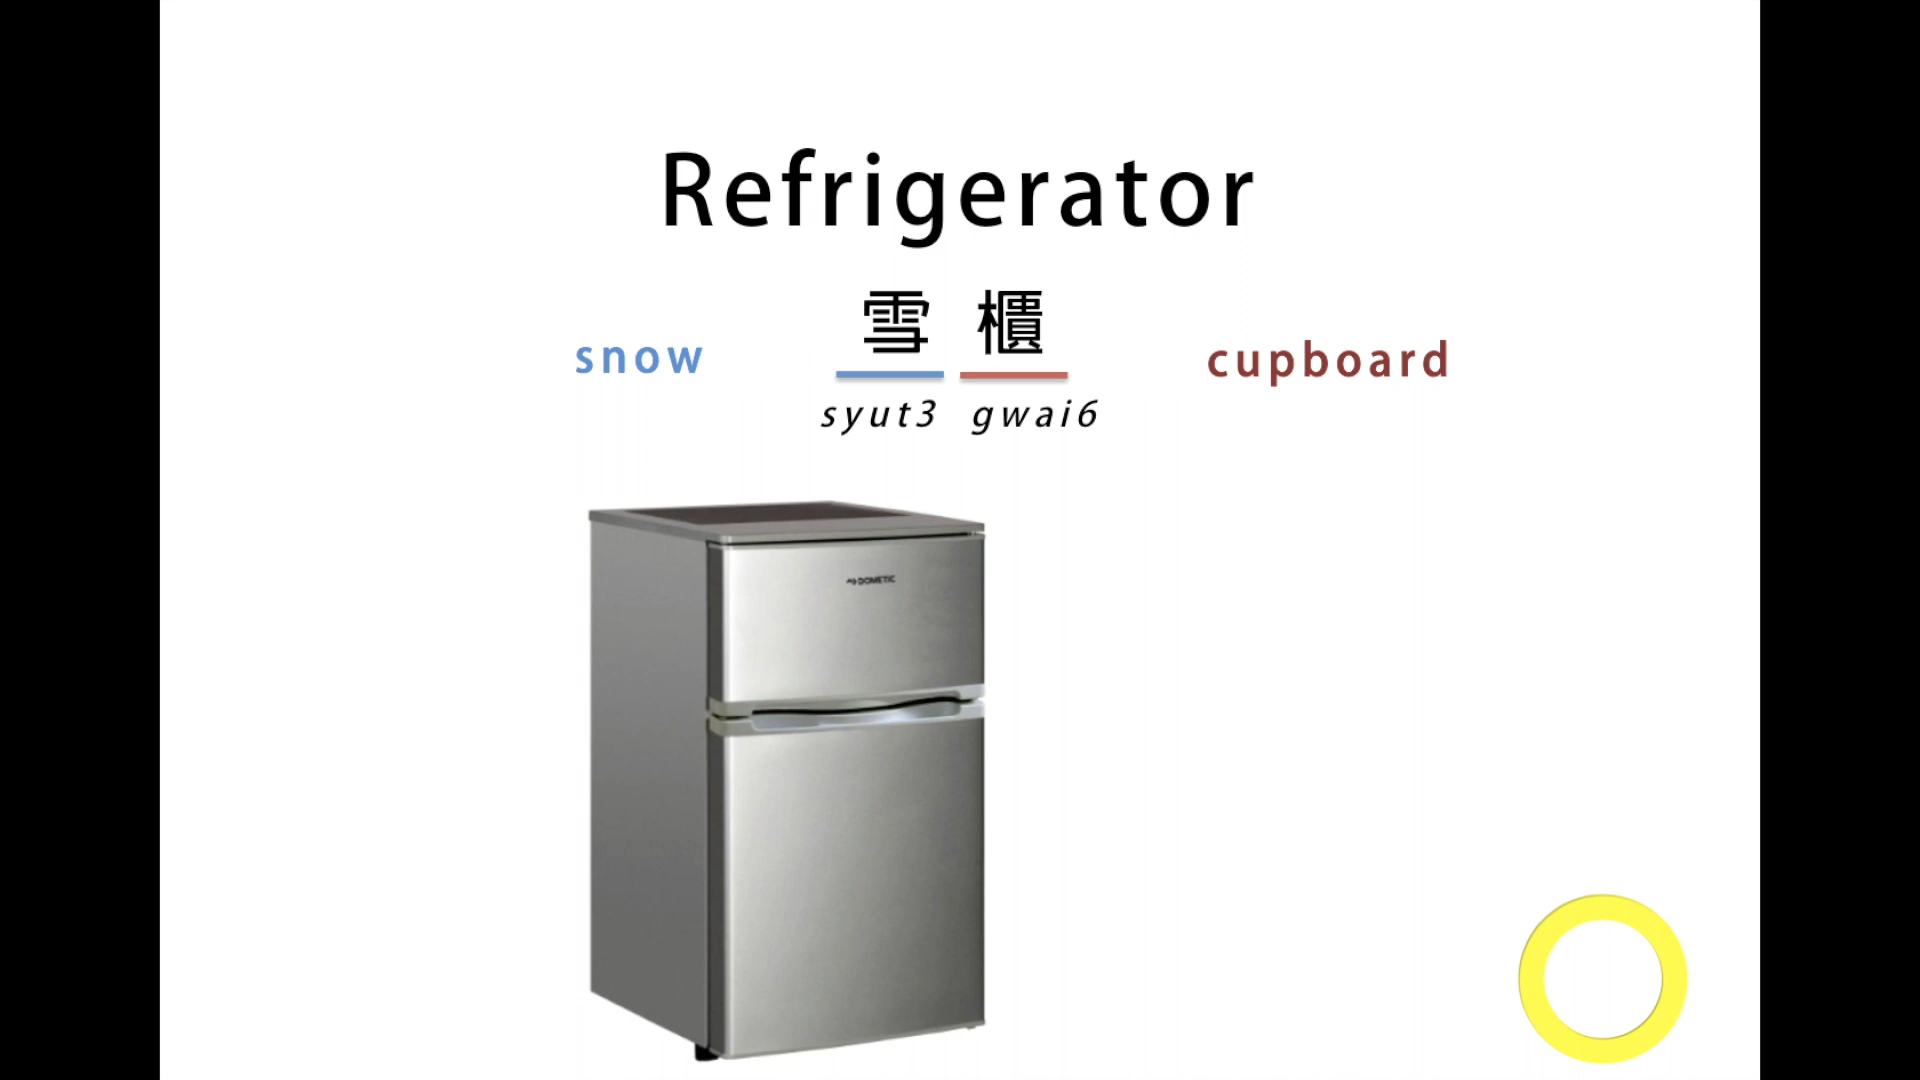 Refrigerator
雪 櫃
snow
cupboard
syut3 gwai6
DOMETIC